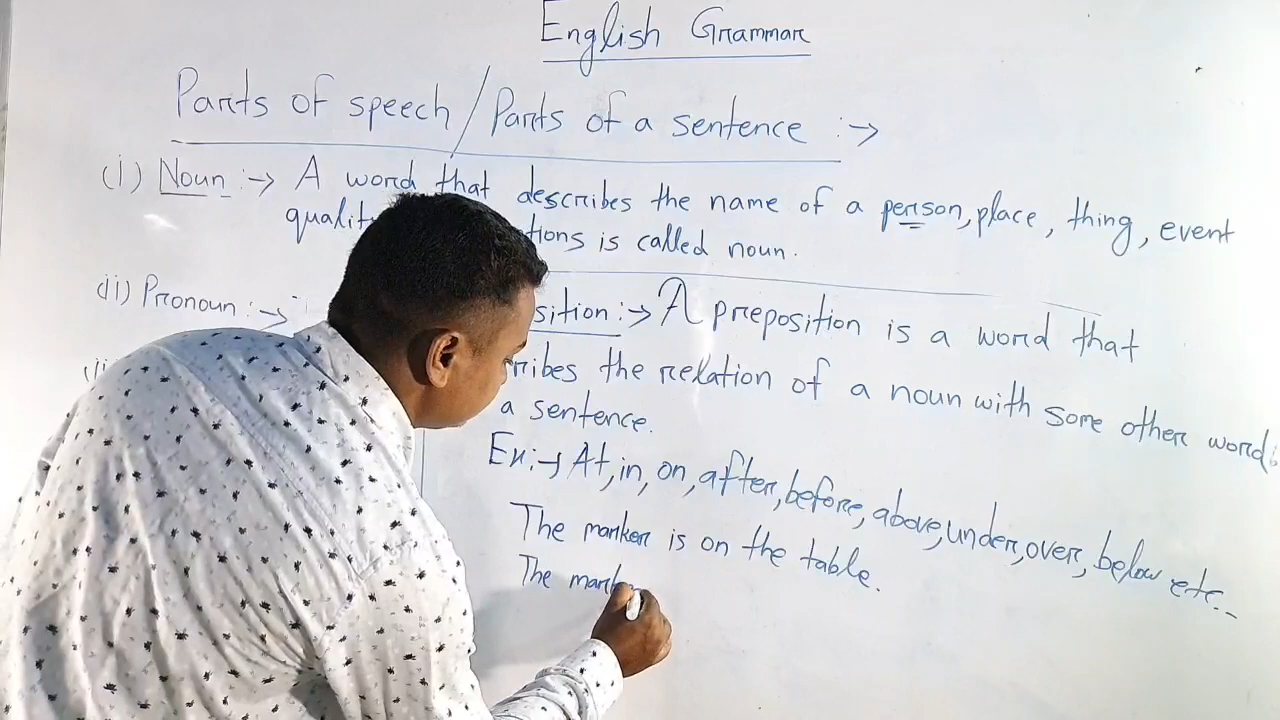 English Grammar
Parts of speech / Parts of a sentence :→
(i) Noun :→ A word that describes the name of a person, place, thing, event
tions is called noun.
(ii) Pronoun :→
sition :→ A preposition is a word that
ribes the relation of a noun with some other word
a sentence.
Ex :→ At, in, on, after, before, above, under, over, below etc..
The marker is on the table.
The mark